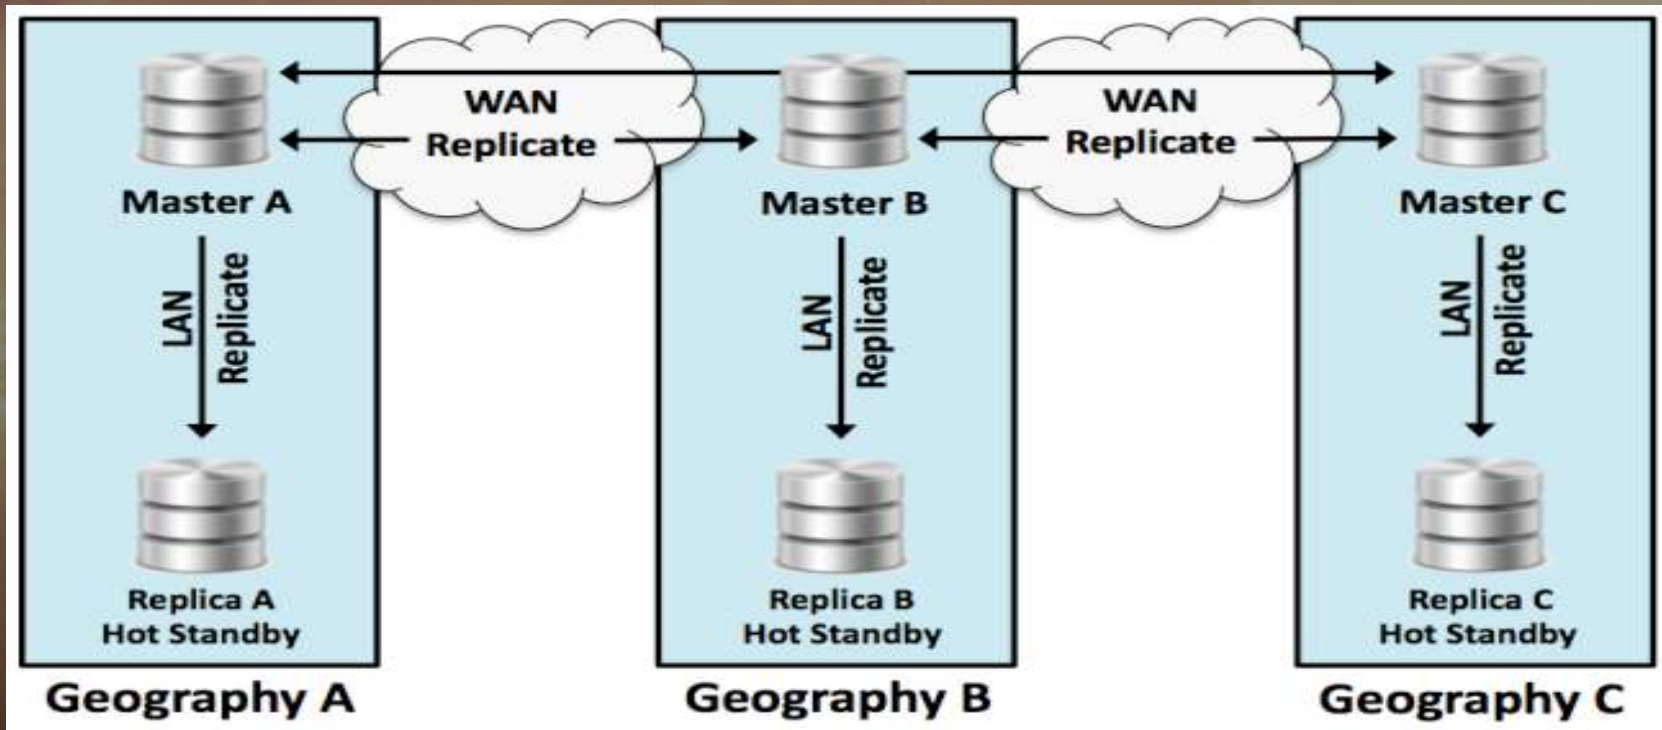 WAN
Replicate
WAN
Replicate
Master A
Master B
Master C
LAN
Replicate
LAN
Replicate
LAN
Replicate
Replica A
Hot Standby
Replica B
Hot Standby
Replica C
Hot Standby
Geography A
Geography B
Geography C